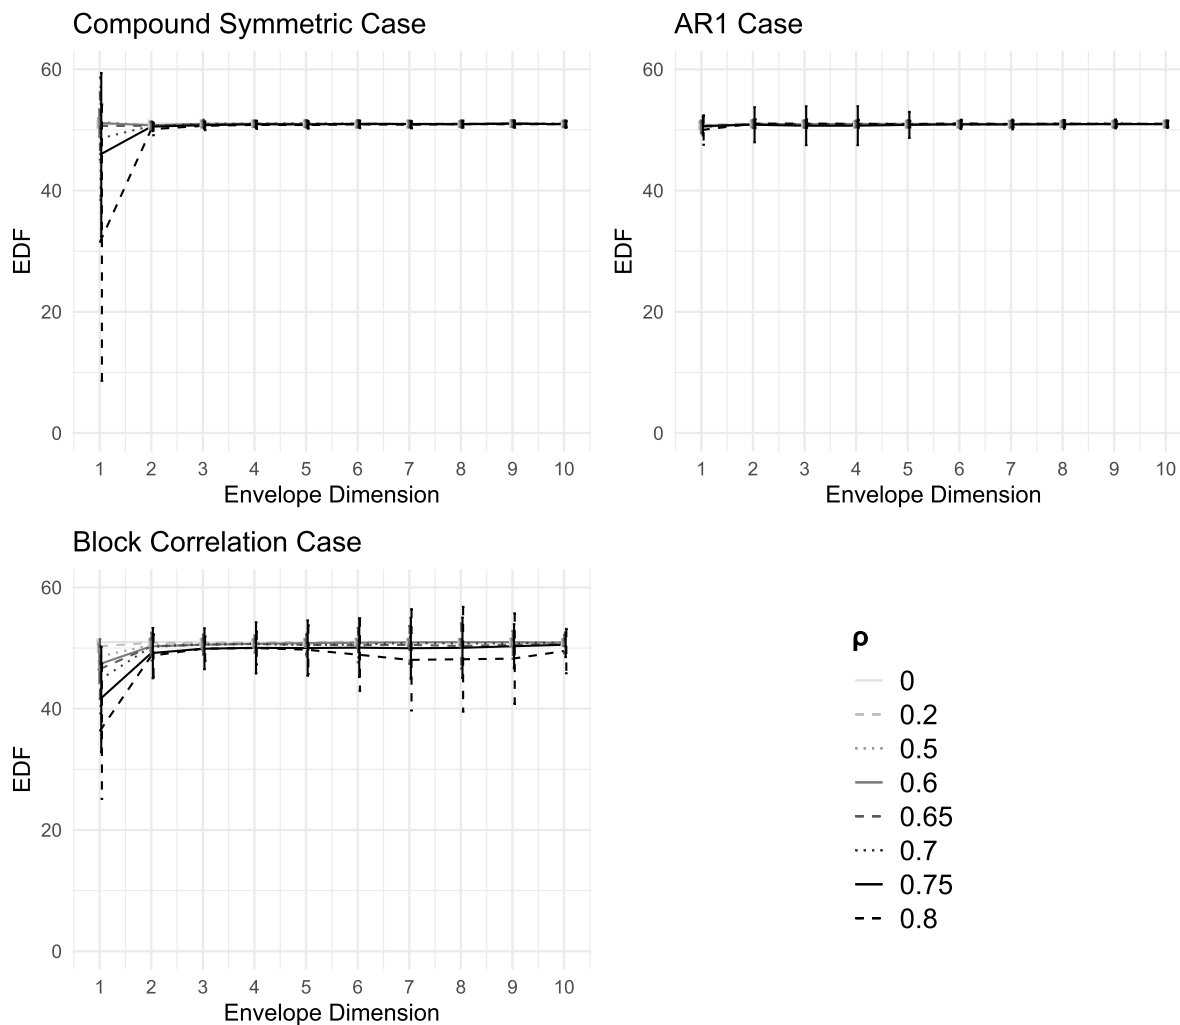 Compound Symmetric Case
60
40
20
0
EDF
1 2 3 4 5 6 7 8 9 10
Envelope Dimension
AR1 Case
60
40
20
0
EDF
1 2 3 4 5 6 7 8 9 10
Envelope Dimension
Block Correlation Case
60
40
20
0
EDF
1 2 3 4 5 6 7 8 9 10
Envelope Dimension
ρ
0
0.2
0.5
0.6
0.65
0.7
0.75
0.8